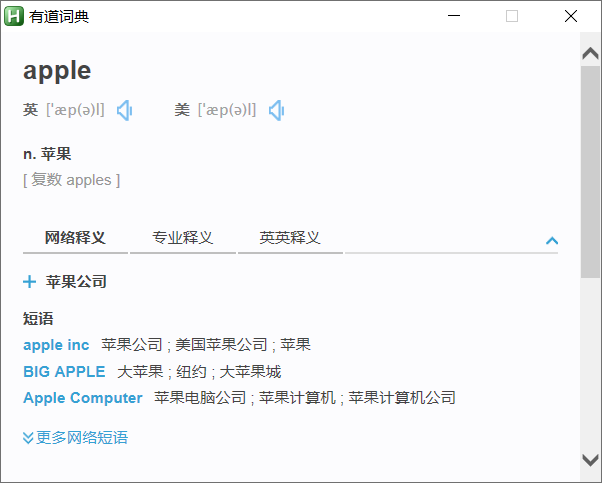 有道词典
apple
英 ['æp(ə)l] 美 ['æp(ə)l]
n. 苹果
[ 复数 apples ]
网络释义 专业释义 英英释义
苹果公司
短语
apple inc 苹果公司 ; 美国苹果公司 ; 苹果
BIG APPLE 大苹果 ; 纽约 ; 大苹果城
Apple Computer 苹果电脑公司 ; 苹果计算机 ; 苹果计算机公司
更多网络短语